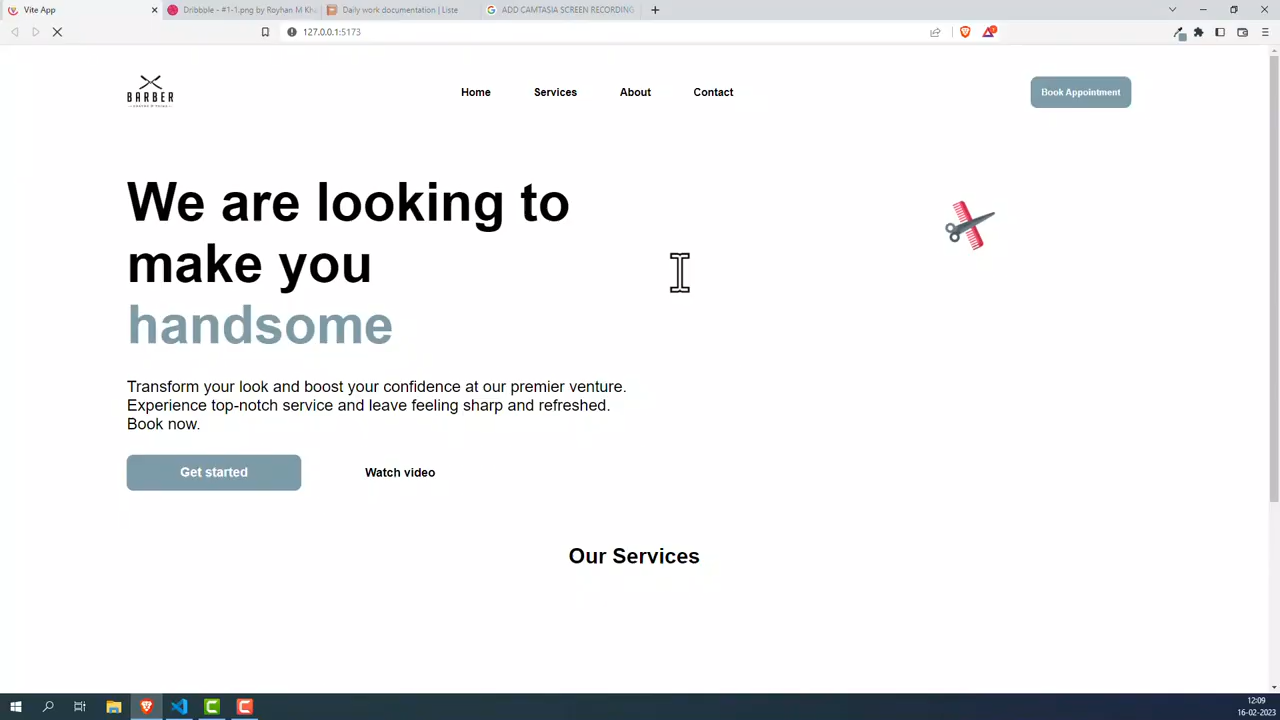 Vite App
Dribbble - #1-1.png by Royhan M Kh
Daily work documentation | Liste
ADD CAMTASIA SCREEN RECORDING
127.0.0.1:5173
BARBER
Home
Services
About
Contact
Book Appointment
We are looking to
make you
handsome
Transform your look and boost your confidence at our premier venture.
Experience top-notch service and leave feeling sharp and refreshed.
Book now.
Get started
Watch video
Our Services
12:09
16-02-2023